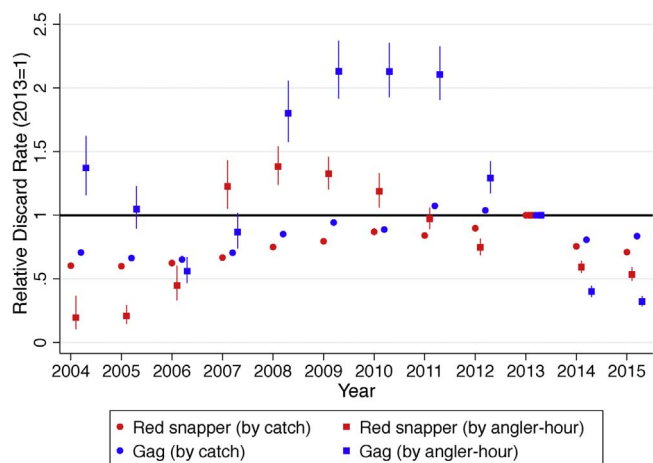 Relative Discard Rate (2013=1)
2.5
2
1.5
1
.5
0
2004 2005 2006 2007 2008 2009 2010 2011 2012 2013 2014 2015
Year
Red snapper (by catch) Red snapper (by angler-hour)
Gag (by catch) Gag (by angler-hour)